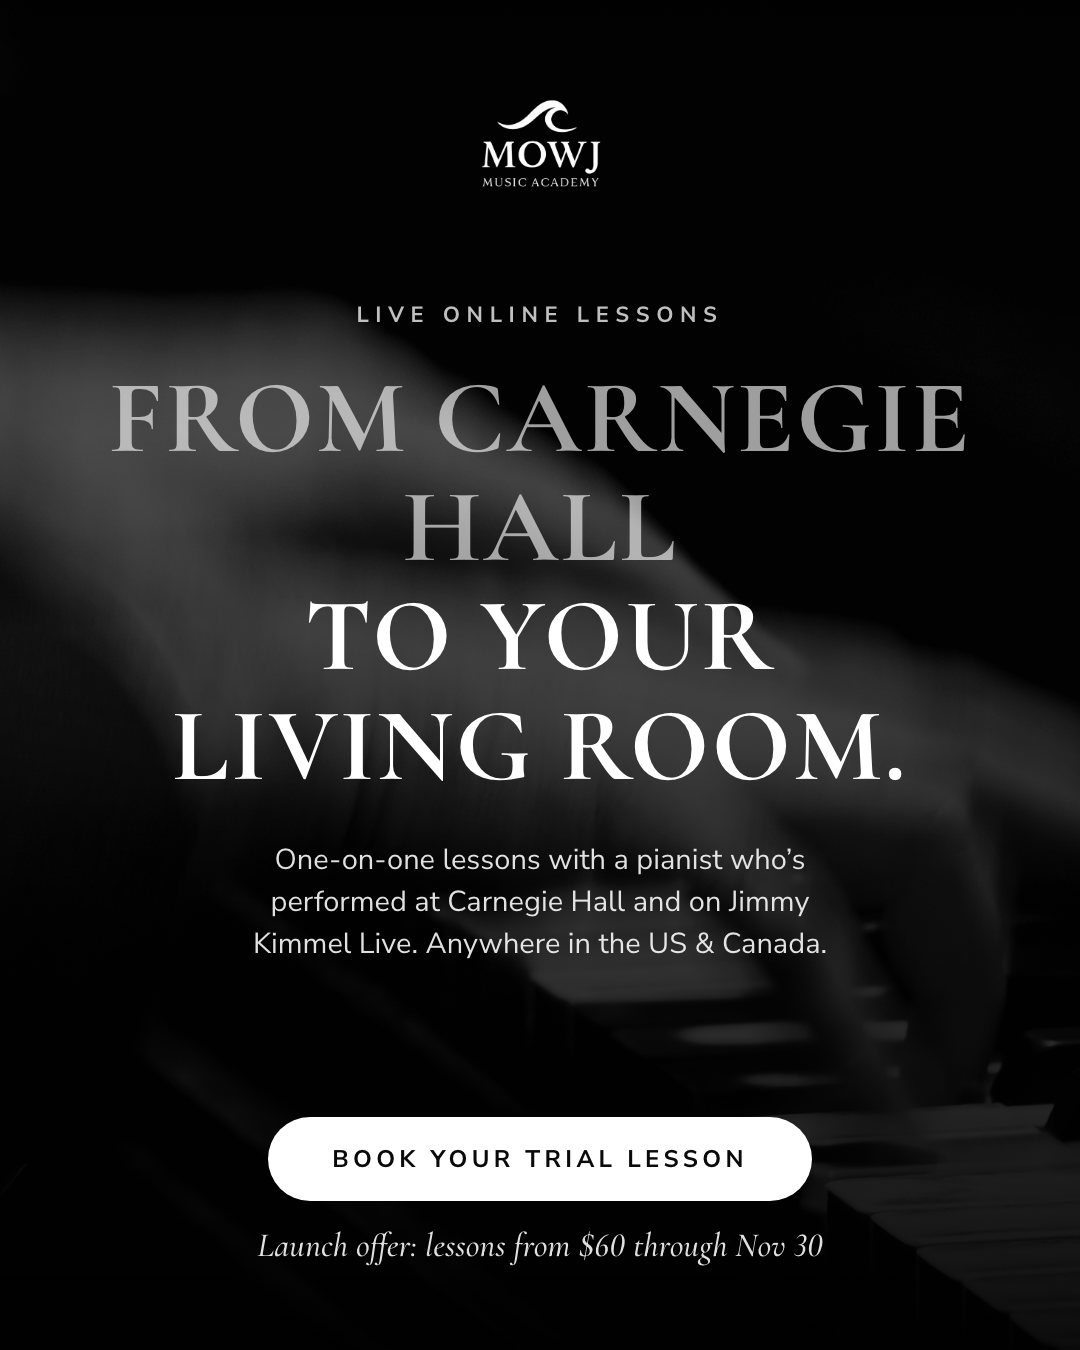 MOWJ
MUSIC ACADEMY
LIVE ONLINE LESSONS
FROM CARNEGIE
HALL
TO YOUR
LIVING ROOM.
One-on-one lessons with a pianist who’s
performed at Carnegie Hall and on Jimmy
Kimmel Live. Anywhere in the US & Canada.
BOOK YOUR TRIAL LESSON
Launch offer: lessons from $60 through Nov 30